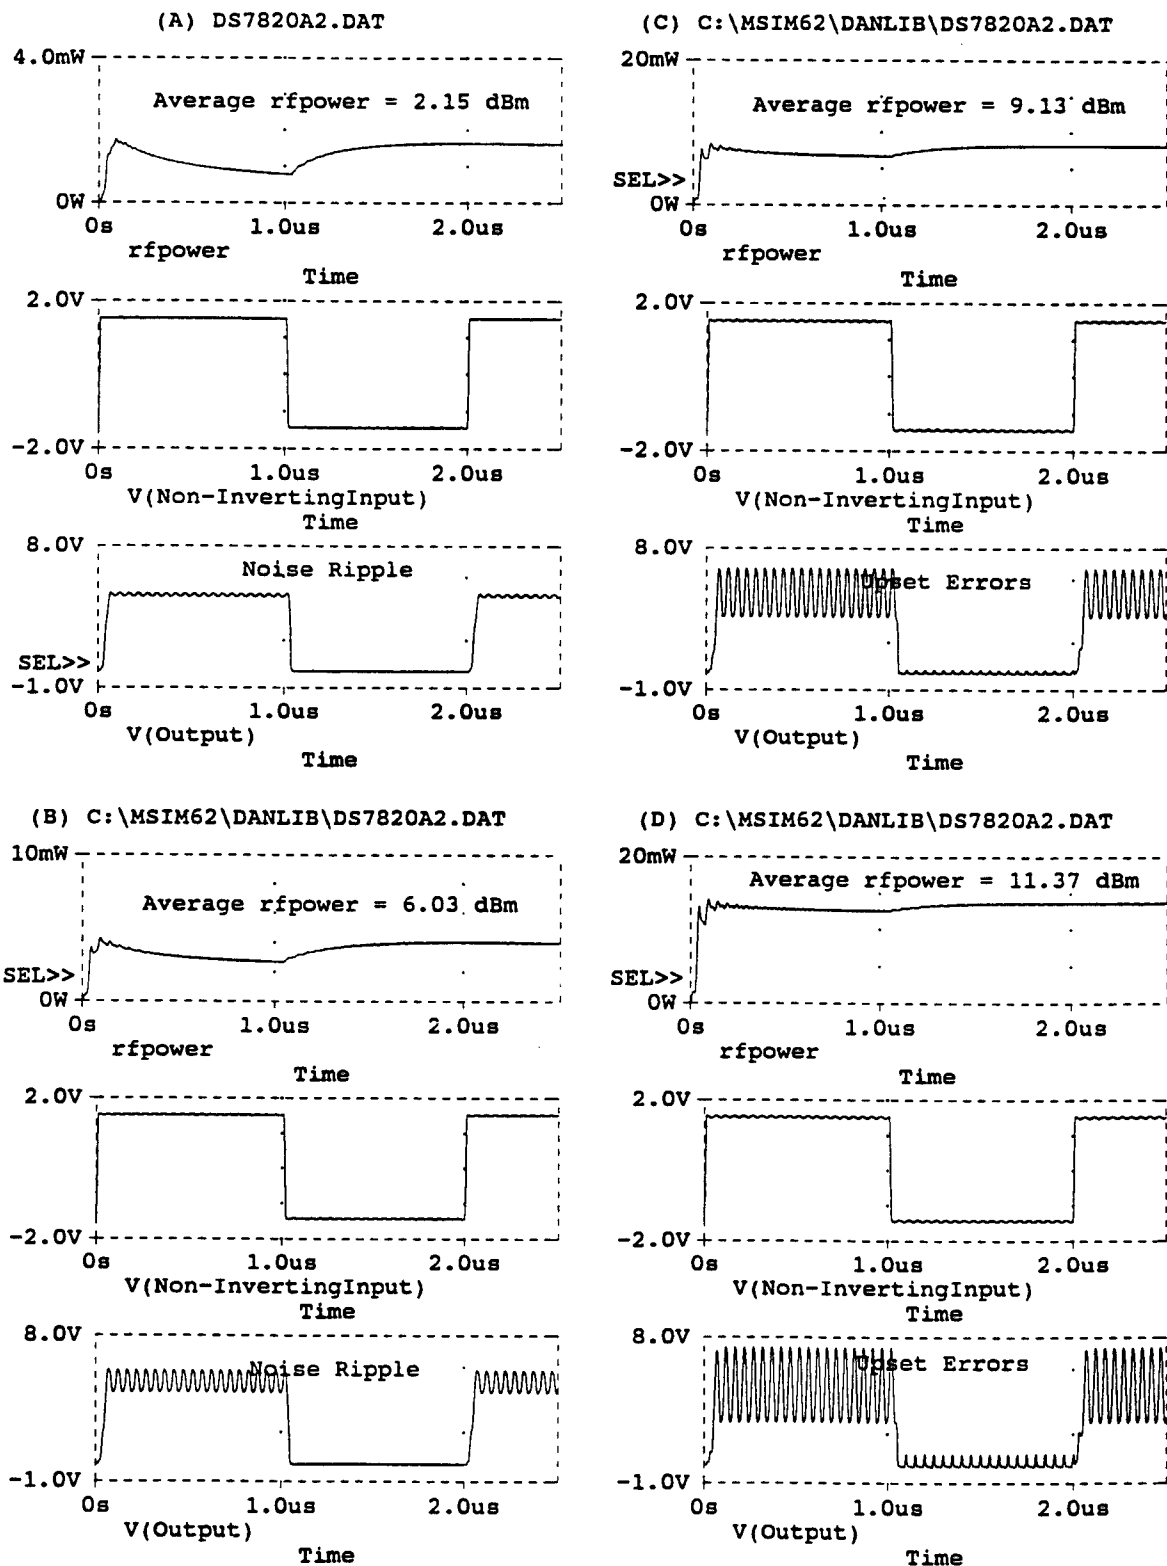 (A) DS7820A2.DAT
4.0mW
Average rfpower = 2.15 dBm
0W
0s 1.0us 2.0us
rfpower
Time
2.0V
-2.0V
0s 1.0us 2.0us
V(Non-InvertingInput)
Time
8.0V
Noise Ripple
SEL>>
-1.0V
0s 1.0us 2.0us
V(Output)
Time
(B) C:\MSIM62\DANLIB\DS7820A2.DAT
10mW
Average rfpower = 6.03 dBm
SEL>>
0W
0s 1.0us 2.0us
rfpower
Time
2.0V
-2.0V
0s 1.0us 2.0us
V(Non-InvertingInput)
Time
8.0V
Noise Ripple
-1.0V
0s 1.0us 2.0us
V(Output)
Time
(C) C:\MSIM62\DANLIB\DS7820A2.DAT
20mW
Average rfpower = 9.13 dBm
SEL>>
0W
0s 1.0us 2.0us
rfpower
Time
2.0V
-2.0V
0s 1.0us 2.0us
V(Non-InvertingInput)
Time
8.0V
Upset Errors
-1.0V
0s 1.0us 2.0us
V(Output)
Time
(D) C:\MSIM62\DANLIB\DS7820A2.DAT
20mW
Average rfpower = 11.37 dBm
SEL>>
0W
0s 1.0us 2.0us
rfpower
Time
2.0V
-2.0V
0s 1.0us 2.0us
V(Non-InvertingInput)
Time
8.0V
Upset Errors
-1.0V
0s 1.0us 2.0us
V(Output)
Time